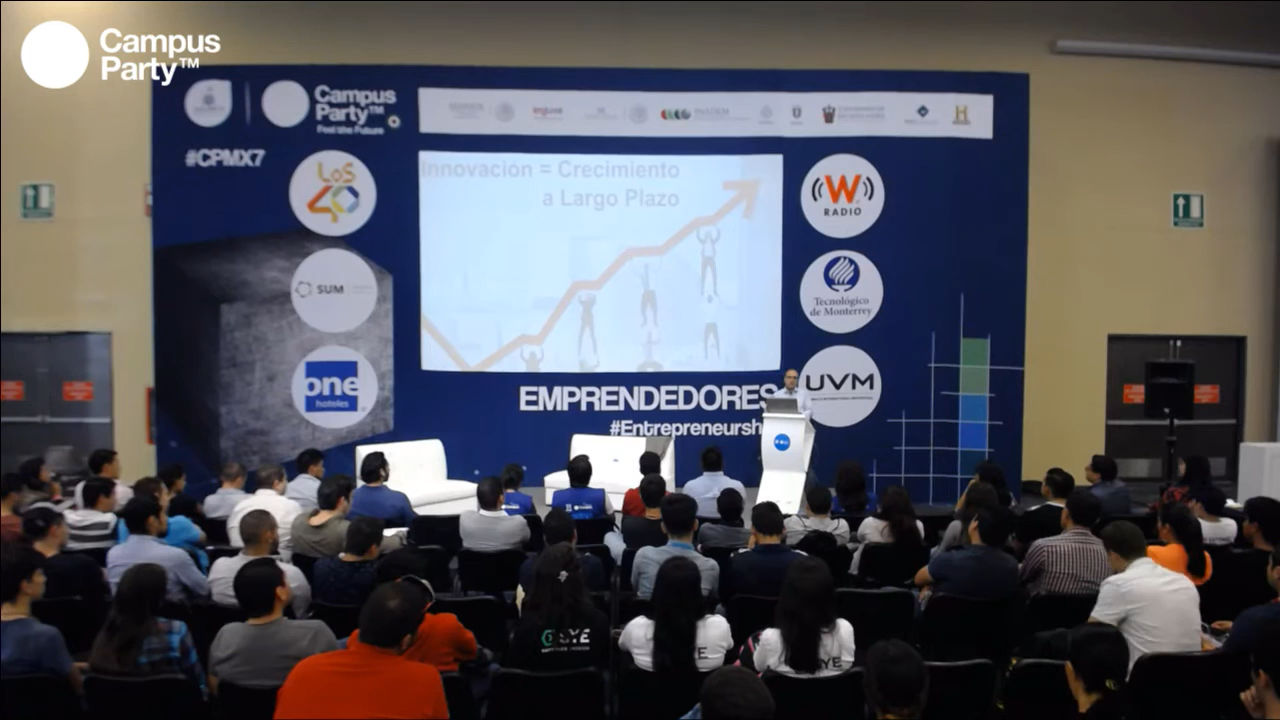 Campus
Party™
Campus
Party™
Feel the Future
#CPMX7
LOS
40
SUM
one
hoteles
Innovación = Crecimiento
a Largo Plazo
W
RADIO
Tecnológico
de Monterrey
UVM
EMPRENDEDORES
#Entrepreneursh